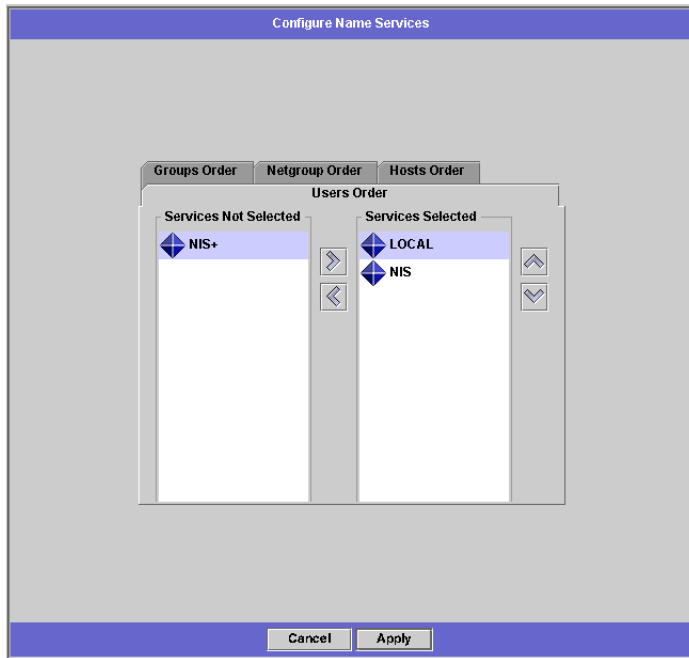 Configure Name Services
Groups Order Netgroup Order Hosts Order
Users Order
Services Not Selected Services Selected
NIS+ LOCAL
NIS
Cancel Apply